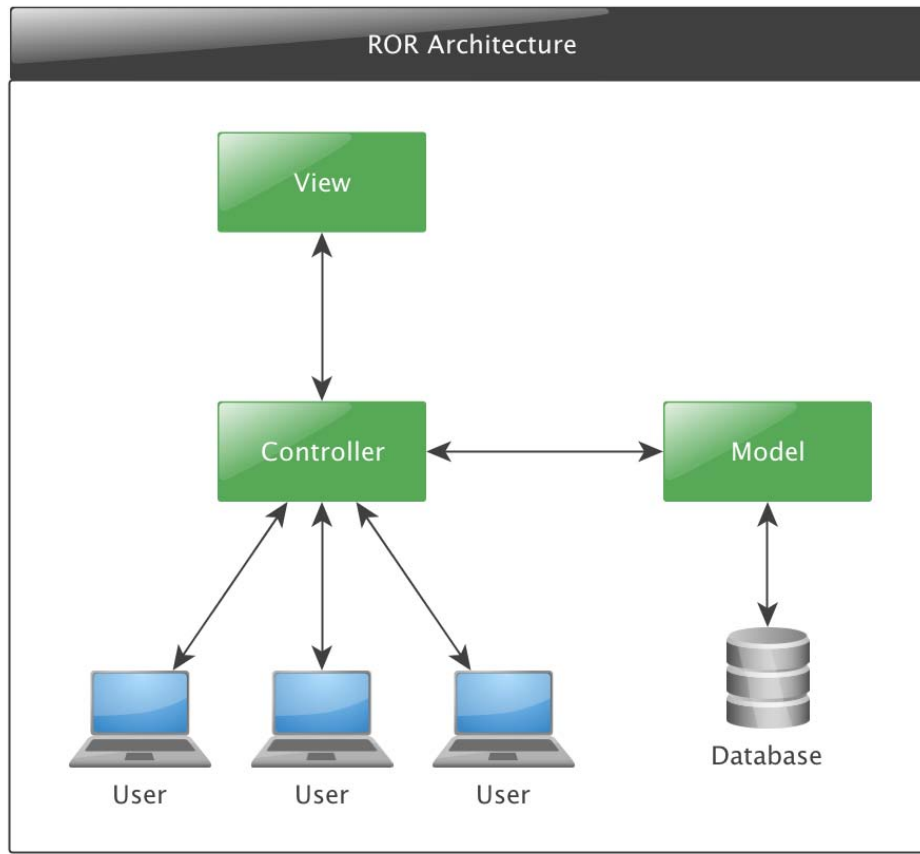 ROR Architecture
View
Controller
Model
Database
User
User
User